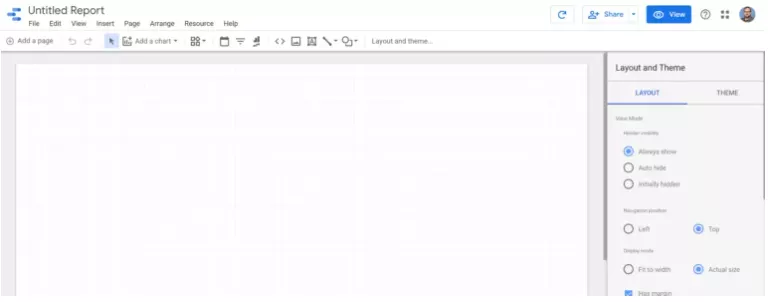 Untitled Report
File Edit View Insert Page Arrange Resource Help
Share
View
Add a page
Add a chart
Layout and theme...
Layout and Theme
LAYOUT
THEME
View Mode
Header visibility
Always show
Auto hide
Initially hidden
Navigation position
Left
Top
Display mode
Fit to width
Actual size
Has margin